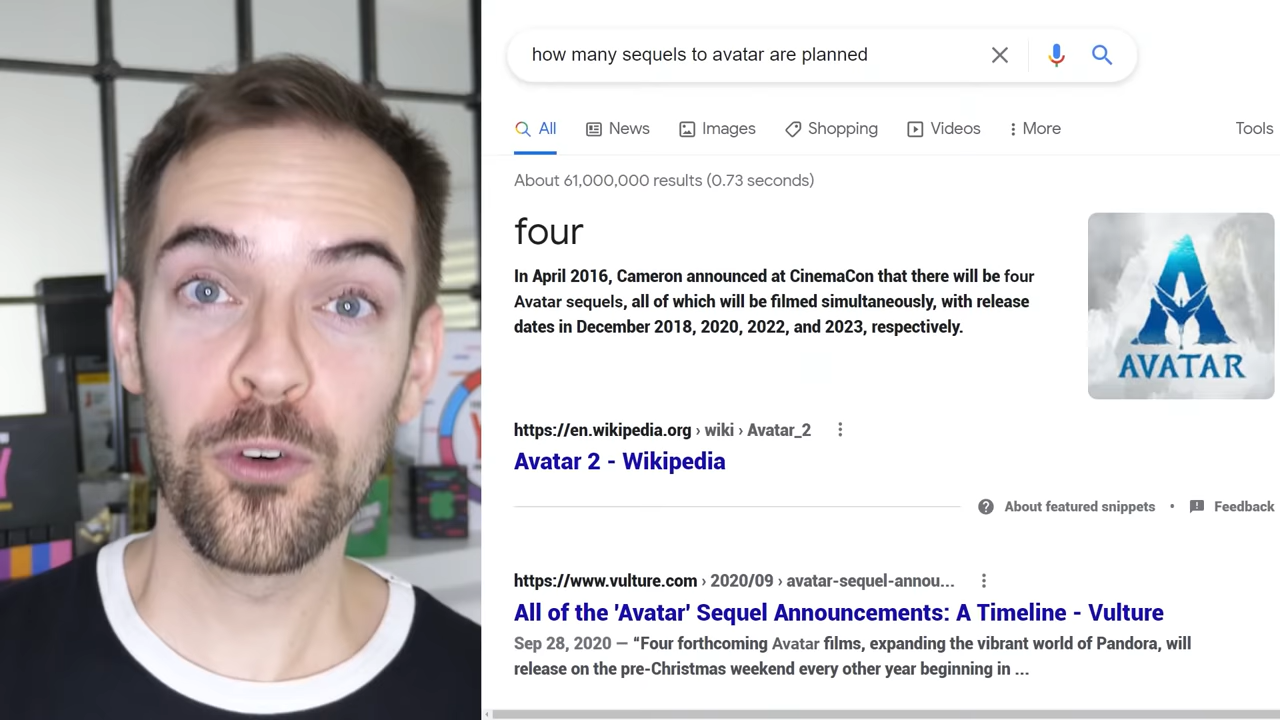 how many sequels to avatar are planned
All News Images Shopping Videos More Tools
About 61,000,000 results (0.73 seconds)
four
In April 2016, Cameron announced at CinemaCon that there will be four
Avatar sequels, all of which will be filmed simultaneously, with release
dates in December 2018, 2020, 2022, and 2023, respectively.
AVATAR
https://en.wikipedia.org › wiki › Avatar_2
Avatar 2 - Wikipedia
About featured snippets • Feedback
https://www.vulture.com › 2020/09 › avatar-sequel-annou...
All of the 'Avatar' Sequel Announcements: A Timeline - Vulture
Sep 28, 2020 — “Four forthcoming Avatar films, expanding the vibrant world of Pandora, will
release on the pre-Christmas weekend every other year beginning in ...